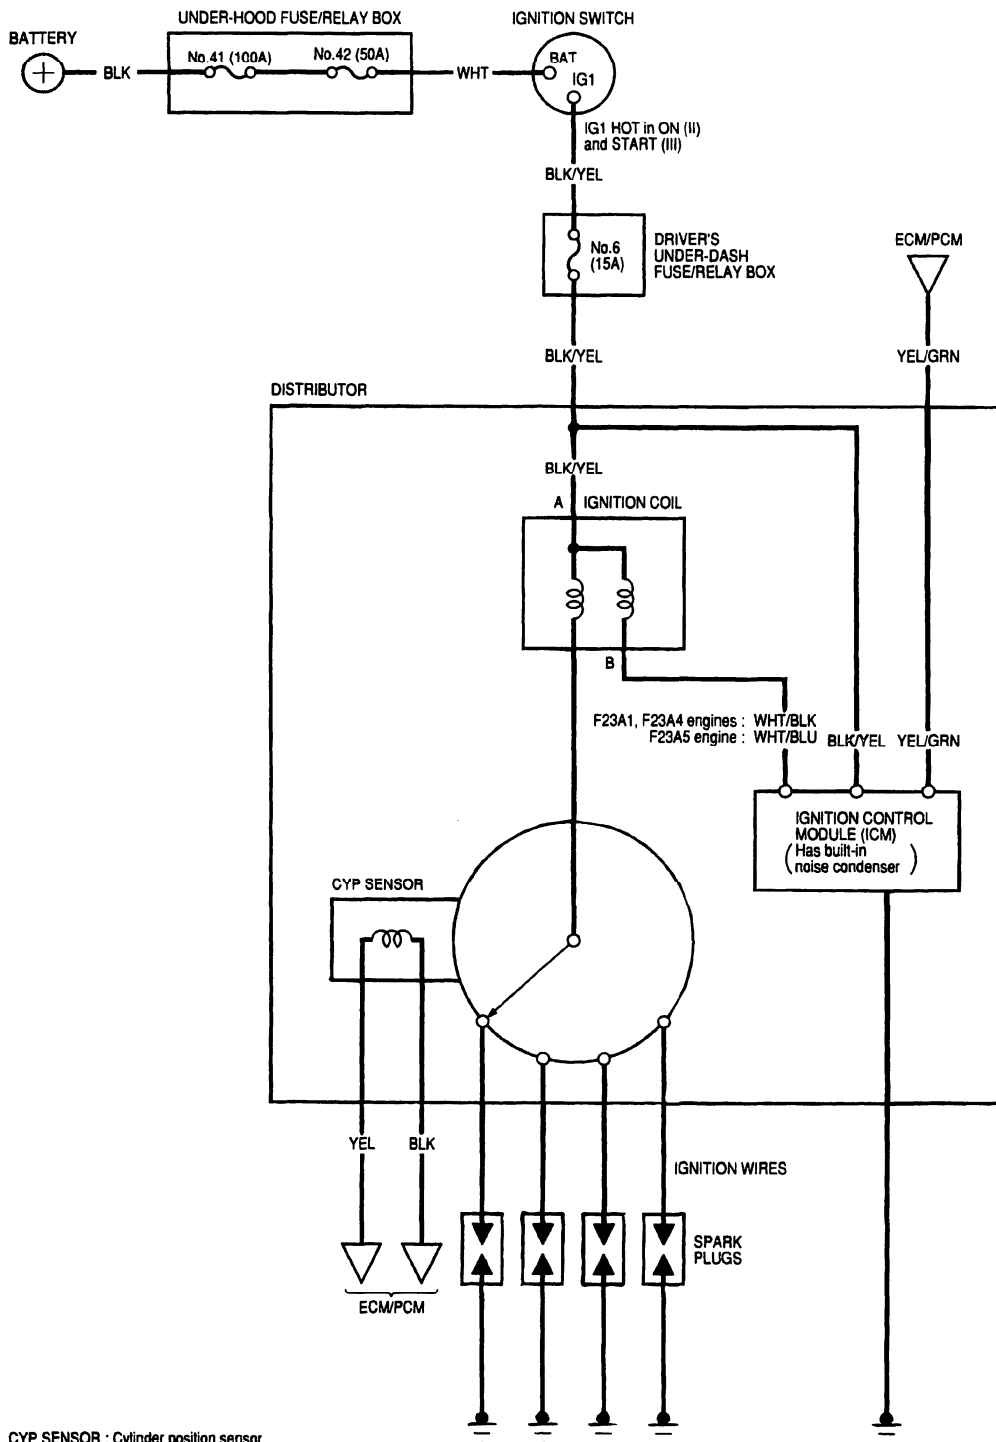 UNDER-HOOD FUSE/RELAY BOX
IGNITION SWITCH
BATTERY
No.41 (100A)
No.42 (50A)
BAT
BLK
WHT
IG1
IG1 HOT in ON (II)
and START (III)
BLK/YEL
No.6
(15A)
DRIVER'S
UNDER-DASH
FUSE/RELAY BOX
ECM/PCM
BLK/YEL
YEL/GRN
DISTRIBUTOR
BLK/YEL
A
IGNITION COIL
B
F23A1, F23A4 engines : WHT/BLK
F23A5 engine : WHT/BLU
BLK/YEL
YEL/GRN
IGNITION CONTROL
MODULE (ICM)
(Has built-in
noise condenser)
CYP SENSOR
YEL
BLK
IGNITION WIRES
SPARK
PLUGS
ECM/PCM
CYP SENSOR : Cylinder position sensor